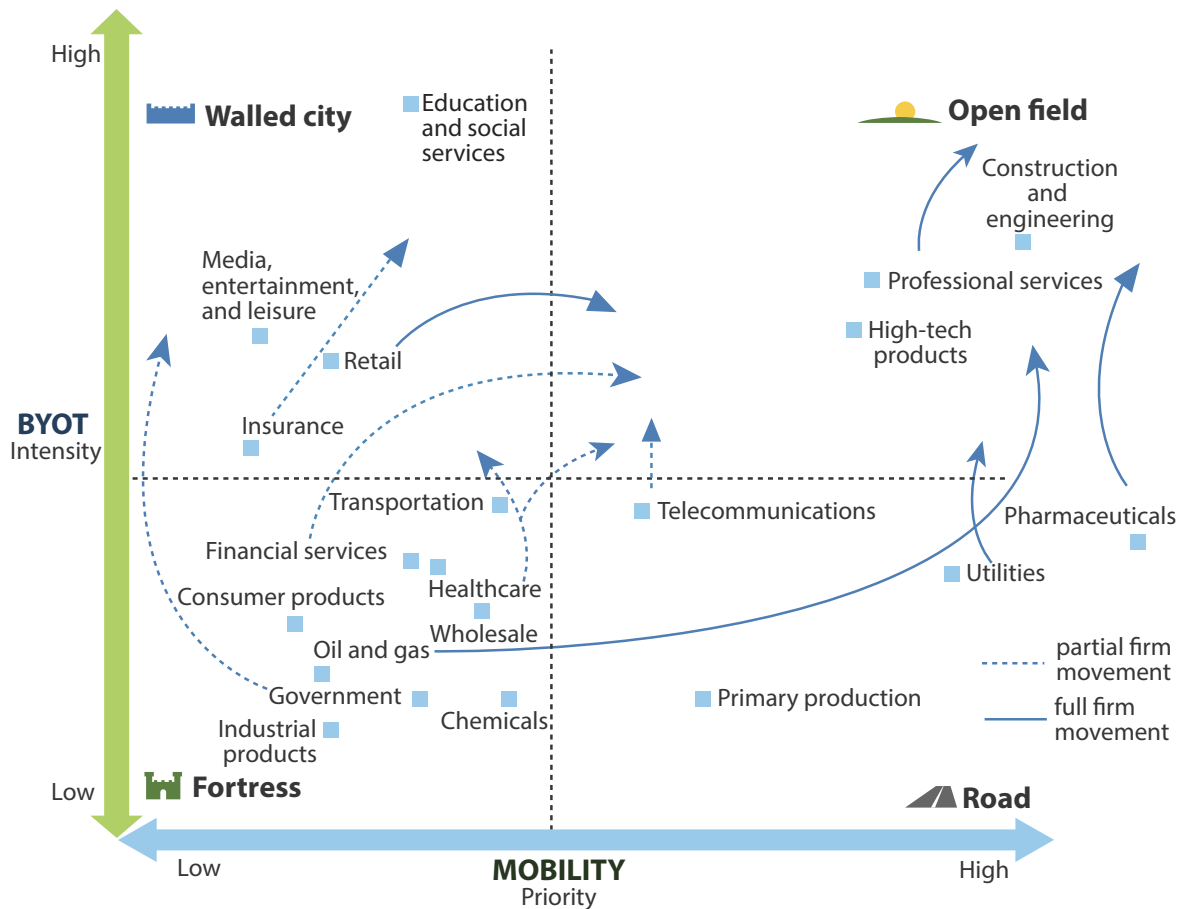 High
Walled city
Education
and social
services
Open field
Construction
and
engineering
Media,
entertainment,
and leisure
Professional services
Retail
High-tech
products
BYOT
Intensity
Insurance
Transportation
Telecommunications
Pharmaceuticals
Financial services
Healthcare
Utilities
Consumer products
Wholesale
Oil and gas
partial firm
movement
Government
Chemicals
Primary production
full firm
movement
Industrial
products
Low
Fortress
Road
Low
MOBILITY
Priority
High